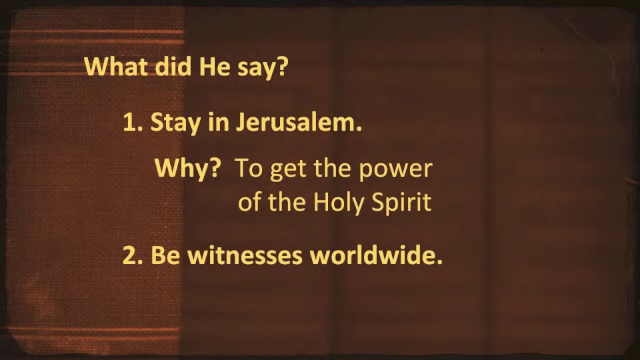 What did He say?
1. Stay in Jerusalem.
Why? To get the power
of the Holy Spirit
2. Be witnesses worldwide.